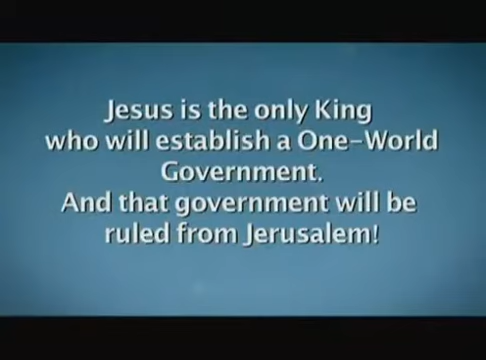 Jesus is the only King
who will establish a One-World
Government.
And that government will be
ruled from Jerusalem!